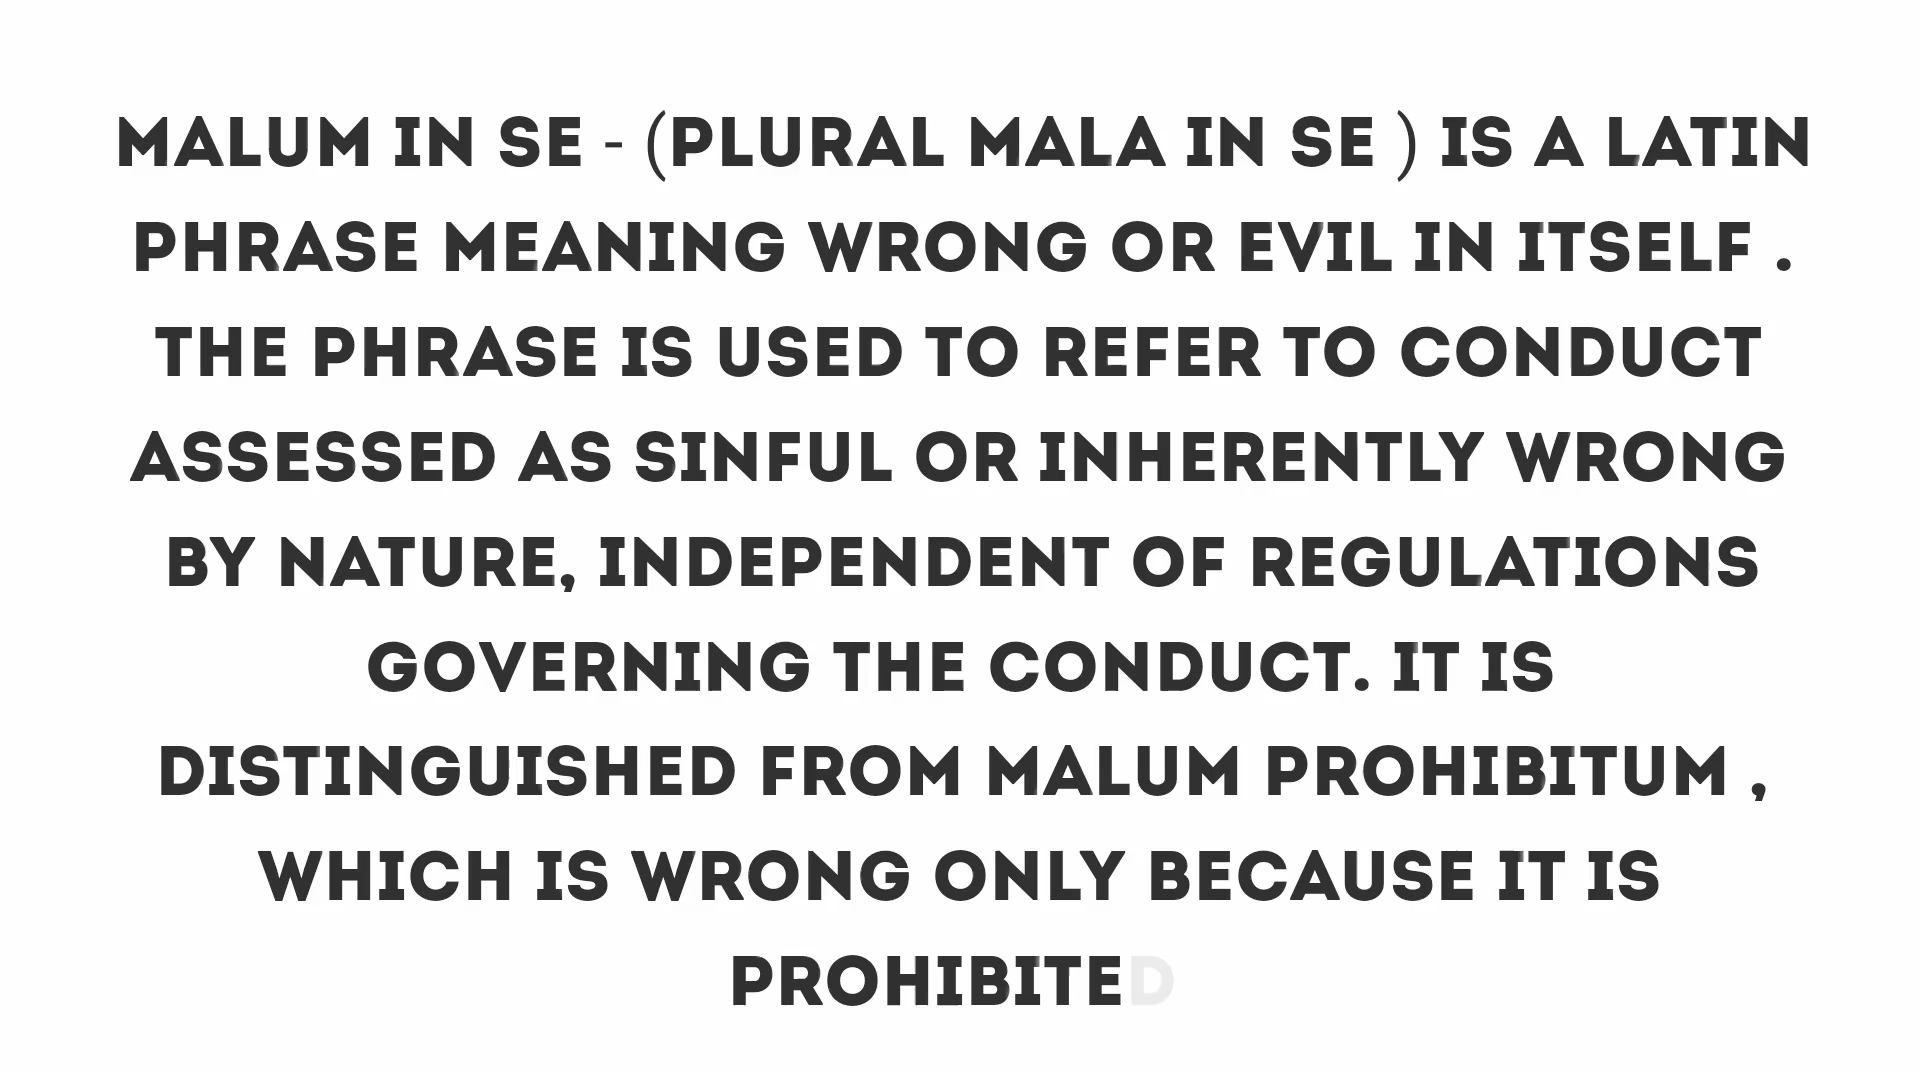 MALUM IN SE - (PLURAL MALA IN SE ) IS A LATIN
PHRASE MEANING WRONG OR EVIL IN ITSELF .
THE PHRASE IS USED TO REFER TO CONDUCT
ASSESSED AS SINFUL OR INHERENTLY WRONG
BY NATURE, INDEPENDENT OF REGULATIONS
GOVERNING THE CONDUCT. IT IS
DISTINGUISHED FROM MALUM PROHIBITUM ,
WHICH IS WRONG ONLY BECAUSE IT IS
PROHIBITED